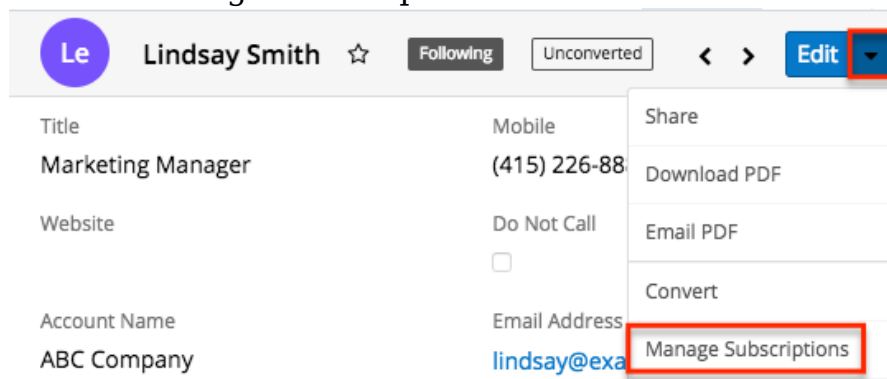 Le Lindsay Smith Following Unconverted Edit
Title Mobile Share
Marketing Manager (415) 226-88 Download PDF
Website Do Not Call Email PDF
Convert
Account Name Email Address
ABC Company lindsay@exa Manage Subscriptions